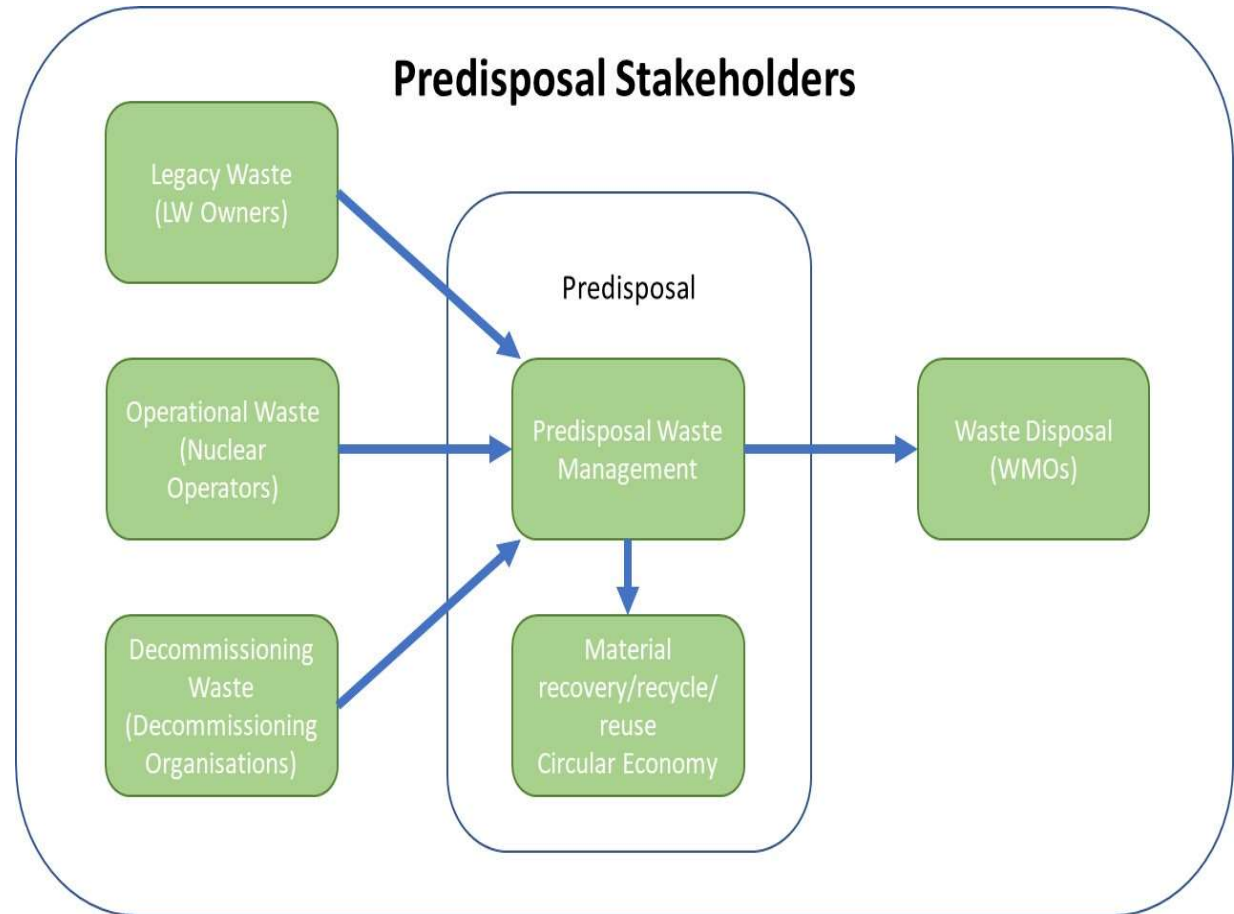 Predisposal Stakeholders
Legacy Waste
(LW Owners)
Predisposal
Operational Waste
(Nuclear
Operators)
Predisposal Waste
Management
Waste Disposal
(WMOs)
Decommissioning
Waste
(Decommissioning
Organisations)
Material
recovery/recycle/
reuse
Circular Economy